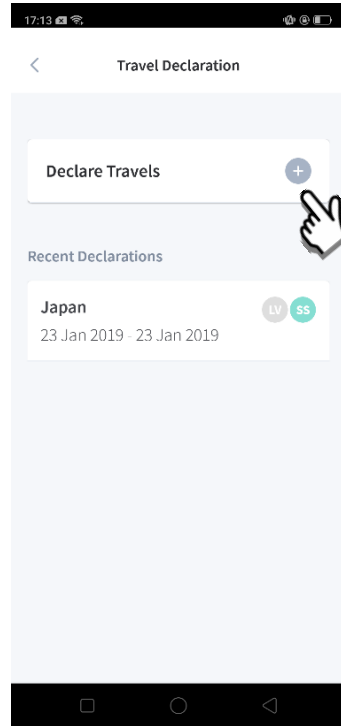 17:13
Travel Declaration
Declare Travels
Recent Declarations
Japan
LV SS
23 Jan 2019 - 23 Jan 2019